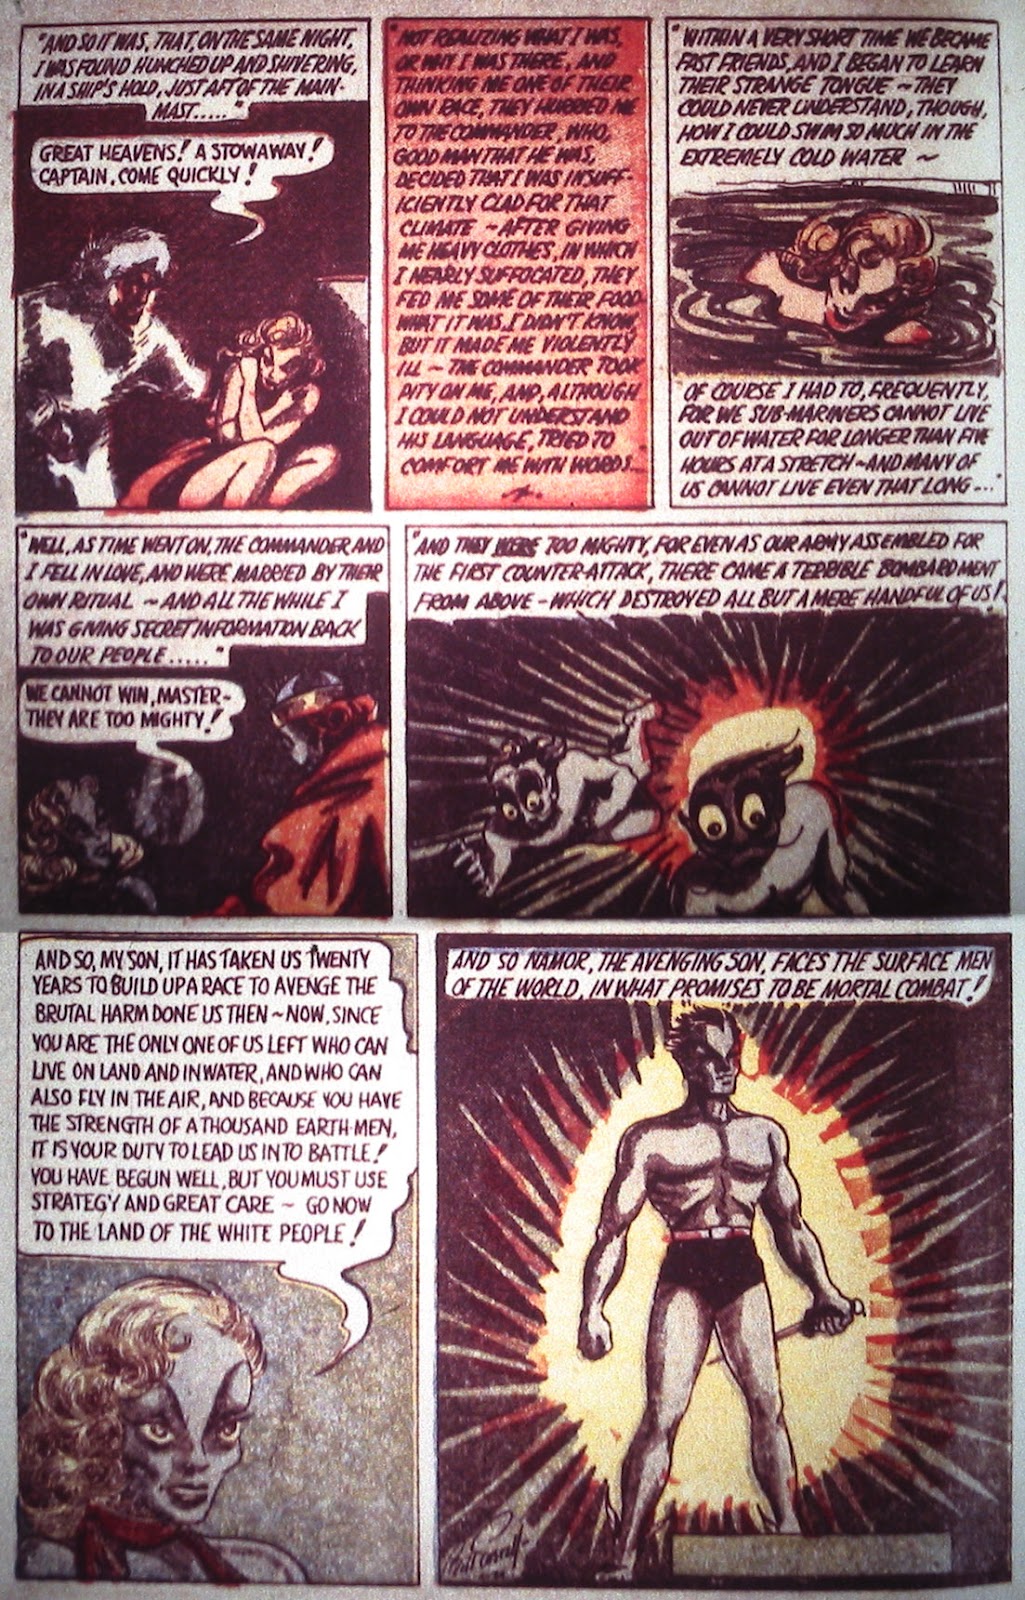 "AND SO IT WAS, THAT, ON THE SAME NIGHT,
I WAS FOUND HUNCHED UP AND SHIVERING,
IN A SHIP'S HOLD, JUST AFT OF THE MAIN-
MAST....."
GREAT HEAVENS! A STOWAWAY!
CAPTAIN. COME QUICKLY!
"NOT REALIZING WHAT I WAS,
OR WHY I WAS THERE, AND
THINKING ME ONE OF THEIR
OWN RACE, THEY HURRIED ME
TO THE COMMANDER, WHO,
GOOD MAN THAT HE WAS,
DECIDED THAT I WAS INSUFF-
ICIENTLY CLAD FOR THAT
CLIMATE ~ AFTER GIVING
ME HEAVY CLOTHES, IN WHICH
I NEARLY SUFFOCATED, THEY
FED ME SOME OF THEIR FOOD-
WHAT IT WAS, I DIDN'T KNOW,
BUT IT MADE ME VIOLENTLY
ILL ~ THE COMMANDER TOOK
PITY ON ME, AND, ALTHOUGH
I COULD NOT UNDERSTAND
HIS LANGUAGE, TRIED TO
COMFORT ME WITH WORDS...
"WITHIN A VERY SHORT TIME WE BECAME
FAST FRIENDS, AND I BEGAN TO LEARN
THEIR STRANGE TONGUE ~ THEY
COULD NEVER UNDERSTAND, THOUGH,
HOW I COULD SWIM SO MUCH IN THE
EXTREMELY COLD WATER ~
OF COURSE I HAD TO, FREQUENTLY,
FOR WE SUB-MARINERS CANNOT LIVE
OUT OF WATER FOR LONGER THAN FIVE
HOURS AT A STRETCH ~ AND MANY OF
US CANNOT LIVE EVEN THAT LONG ~..."
"WELL, AS TIME WENT ON, THE COMMANDER AND
I FELL IN LOVE, AND WERE MARRIED BY THEIR
OWN RITUAL ~ AND ALL THE WHILE I
WAS GIVING SECRET INFORMATION BACK
TO OUR PEOPLE....."
WE CANNOT WIN, MASTER~
THEY ARE TOO MIGHTY!
"AND THEY WERE TOO MIGHTY, FOR EVEN AS OUR ARMY ASSEMBLED FOR
THE FIRST COUNTER-ATTACK, THERE CAME A TERRIBLE BOMBARDMENT
FROM ABOVE - WHICH DESTROYED ALL BUT A MERE HANDFUL OF US!
AND SO, MY SON, IT HAS TAKEN US TWENTY
YEARS TO BUILD UP A RACE TO AVENGE THE
BRUTAL HARM DONE US THEN ~ NOW, SINCE
YOU ARE THE ONLY ONE OF US LEFT WHO CAN
LIVE ON LAND AND IN WATER, AND WHO CAN
ALSO FLY IN THE AIR, AND BECAUSE YOU HAVE
THE STRENGTH OF A THOUSAND EARTH-MEN,
IT IS YOUR DUTY TO LEAD US INTO BATTLE!
YOU HAVE BEGUN WELL, BUT YOU MUST USE
STRATEGY AND GREAT CARE ~ GO NOW
TO THE LAND OF THE WHITE PEOPLE!
AND SO NAMOR, THE AVENGING SON, FACES THE SURFACE MEN
OF THE WORLD, IN WHAT PROMISES TO BE MORTAL COMBAT!